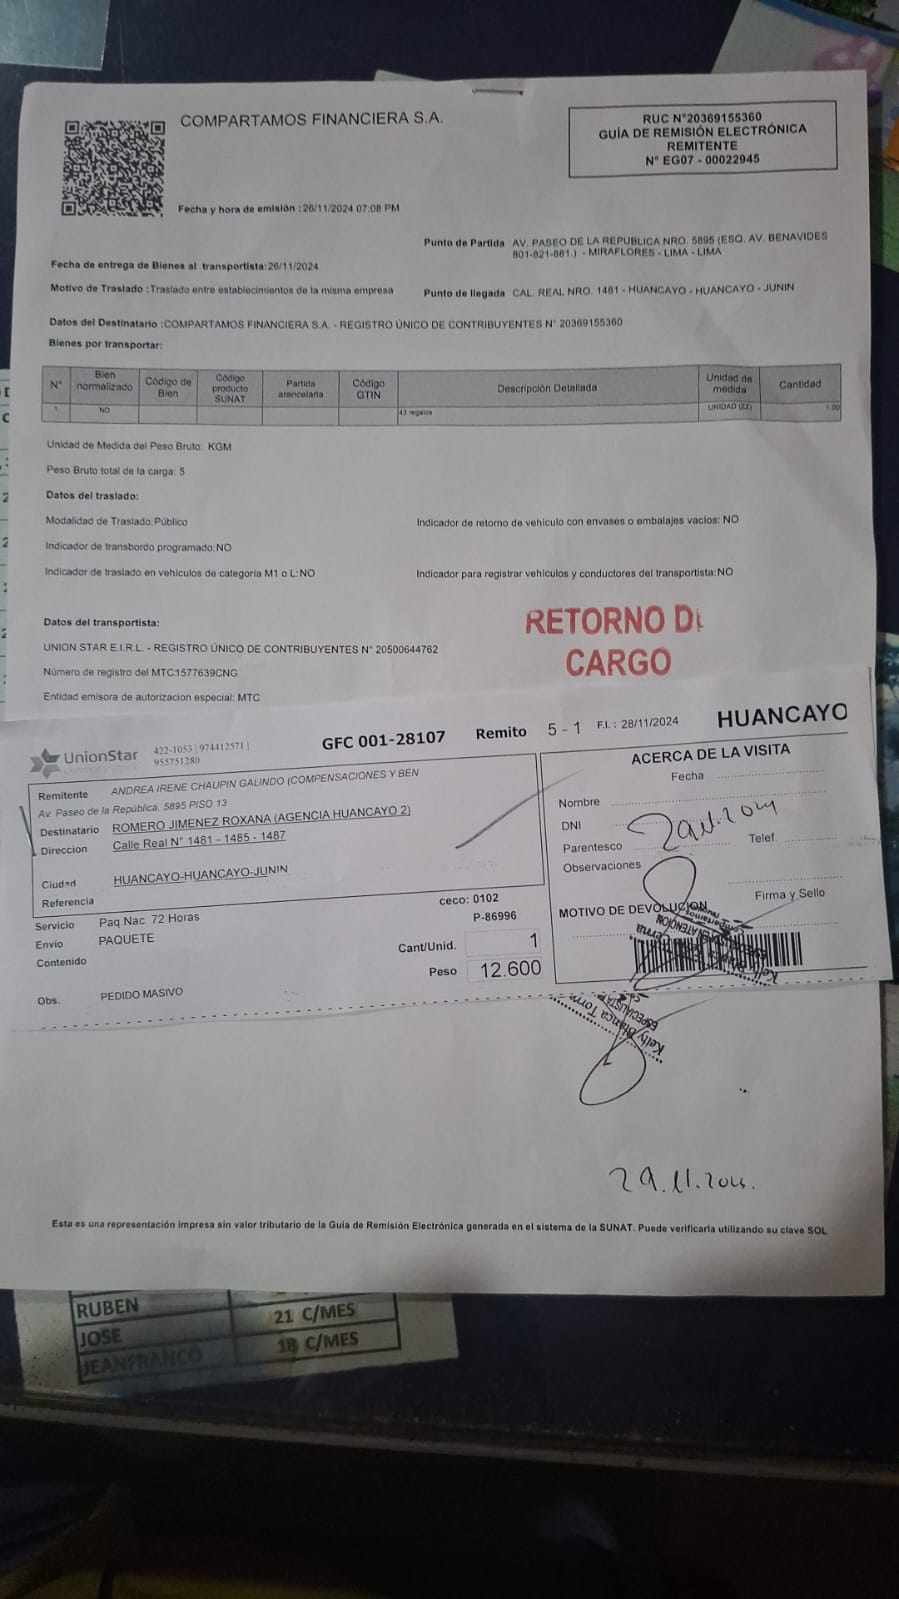 COMPARTAMOS FINANCIERA S.A.
RUC N°20369155360
GUÍA DE REMISIÓN ELECTRÓNICA
REMITENTE
N° EG07 - 00022945
Fecha y hora de emisión :26/11/2024 07:08 PM
Punto de Partida AV. PASEO DE LA REPUBLICA NRO. 5895 (ESQ. AV. BENAVIDES
801-821-881.) - MIRAFLORES - LIMA - LIMA
Fecha de entrega de Bienes al transportista:26/11/2024
Motivo de Traslado :Traslado entre establecimientos de la misma empresa
Punto de llegada CAL. REAL NRO. 1481 - HUANCAYO - HUANCAYO - JUNIN
Datos del Destinatario :COMPARTAMOS FINANCIERA S.A. - REGISTRO ÚNICO DE CONTRIBUYENTES N° 20369155360
Bienes por transportar:
N° Bien normalizado Código de Bien Código producto SUNAT Partida arancelaria Código GTIN Descripción Detallada Unidad de medida Cantidad
1 NO 43 regalos UNIDAD (ZZ) 1.00
Unidad de Medida del Peso Bruto: KGM
Peso Bruto total de la carga: 5
Datos del traslado:
Modalidad de Traslado:Público
Indicador de retorno de vehículo con envases o embalajes vacíos: NO
Indicador de transbordo programado:NO
Indicador de traslado en vehículos de categoría M1 o L:NO
Indicador para registrar vehículos y conductores del transportista:NO
Datos del transportista:
UNION STAR E.I.R.L. - REGISTRO ÚNICO DE CONTRIBUYENTES N° 20500644762
Número de registro del MTC:1577639CNG
Entidad emisora de autorizacion especial: MTC
RETORNO D
CARGO
UnionStar
422-1053 | 974412571 |
955751280
GFC 001-28107
Remito 5 - 1 F.I. : 28/11/2024 HUANCAYO
Remitente ANDREA IRENE CHAUPIN GALINDO (COMPENSACIONES Y BEN
Av. Paseo de la República, 5895 PISO 13
Destinatario ROMERO JIMENEZ ROXANA (AGENCIA HUANCAYO 2)
Direccion Calle Real N° 1481 - 1485 - 1487
Ciudad HUANCAYO-HUANCAYO-JUNIN
Referencia
Servicio Paq.Nac. 72 Horas
Envio PAQUETE
Contenido
Obs. PEDIDO MASIVO
ceco: 0102
P-86996
Cant/Unid. 1
Peso 12.600
ACERCA DE LA VISITA
Fecha
Nombre
DNI
Parentesco
Telef
Observaciones
Firma y Sello
MOTIVO DE DEVOLUCION
Kelly Blanca Torre
ESPECIALISTA
29.11.2024.
Esta es una representación impresa sin valor tributario de la Guía de Remisión Electrónica generada en el sistema de la SUNAT. Puede verificarla utilizando su clave SOL
RUBEN 21 C/MES
JOSE 18 C/MES
JEANFRANCO